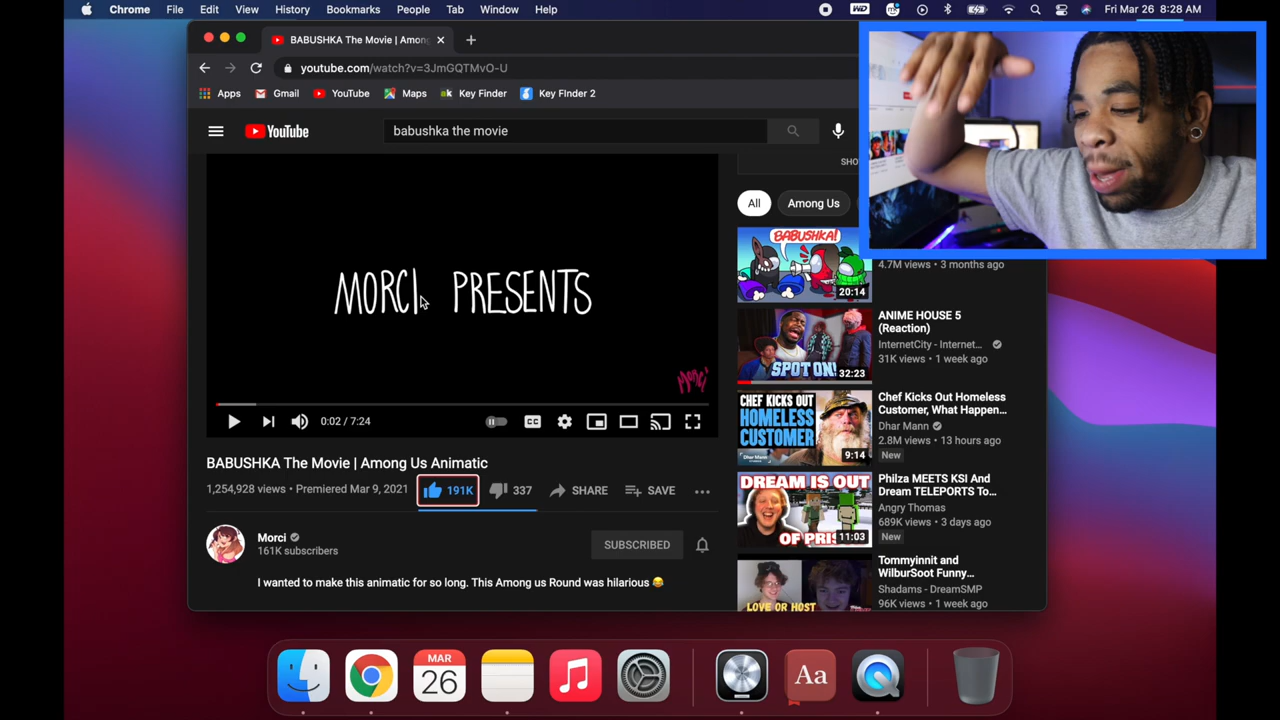 Chrome File Edit View History Bookmarks People Tab Window Help WD Fri Mar 26 8:28 AM
BABUSHKA The Movie | Amon
youtube.com/watch?v=3JmGQTMvO-U
Apps Gmail YouTube Maps ok Key Finder Key FInder 2
YouTube
babushka the movie
SHO
All Among Us
MORCI PRESENTS
Morci
0:02 / 7:24
CC
BABUSHKA The Movie | Among Us Animatic
1,254,928 views • Premiered Mar 9, 2021
191K 337 SHARE SAVE
Morci
161K subscribers
SUBSCRIBED
I wanted to make this animatic for so long. This Among us Round was hilarious 😂
BABUSHKA!
20:14
4.7M views • 3 months ago
SPOT ON!
32:23
ANIME HOUSE 5
(Reaction)
InternetCity - Internet...
31K views • 1 week ago
CHEF KICKS OUT
HOMELESS
CUSTOMER
9:14
Chef Kicks Out Homeless
Customer, What Happen...
Dhar Mann
2.8M views • 13 hours ago
New
DREAM IS OUT
OF PRIS
11:03
Philza MEETS KSI And
Dream TELEPORTS To...
Angry Thomas
689K views • 3 days ago
New
LOVE OR HOST
Tommyinnit and
WilburSoot Funny...
Shadams - DreamSMP
96K views • 1 week ago
MAR
26
Aa